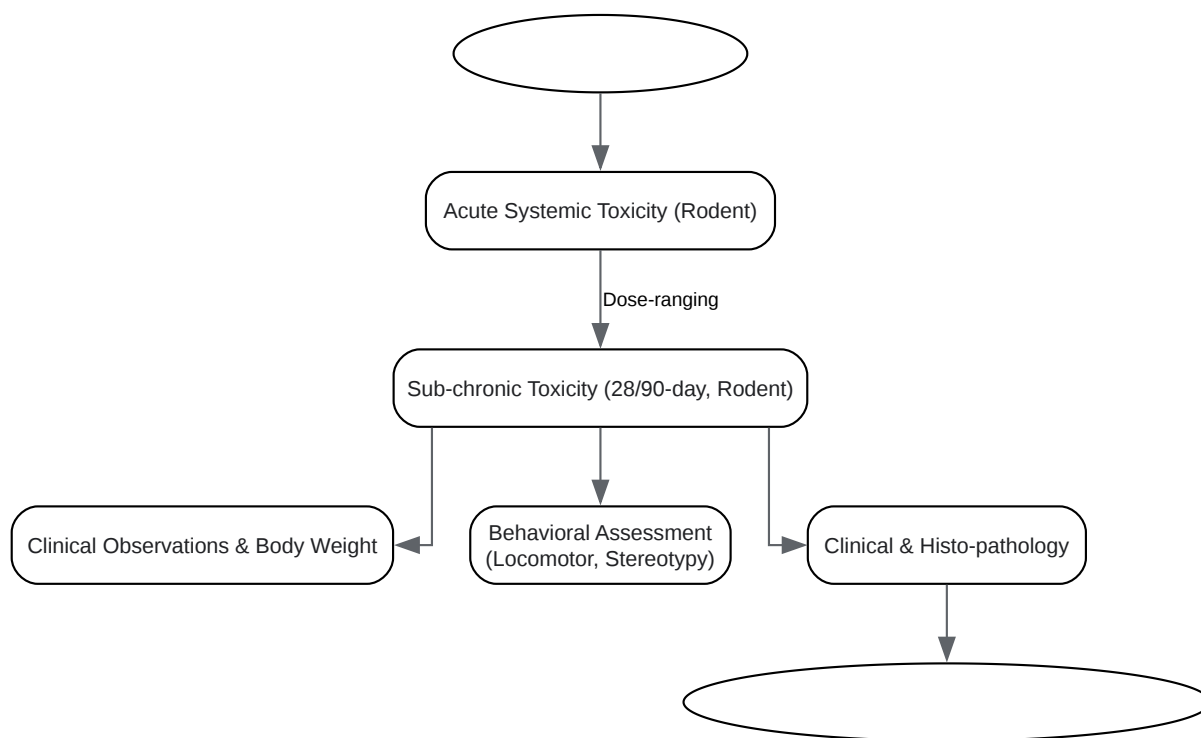 Acute Systemic Toxicity (Rodent)
Dose-ranging
Sub-chronic Toxicity (28/90-day, Rodent)
Clinical Observations & Body Weight
Behavioral Assessment
(Locomotor, Stereotypy)
Clinical & Histo-pathology